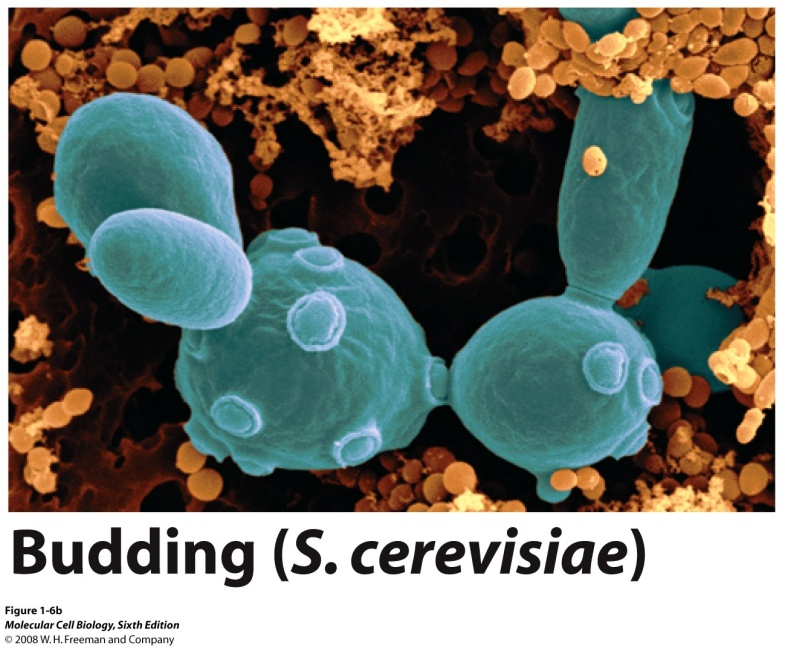 Budding (S. cerevisiae)
Figure 1-6b
Molecular Cell Biology, Sixth Edition
© 2008 W. H. Freeman and Company